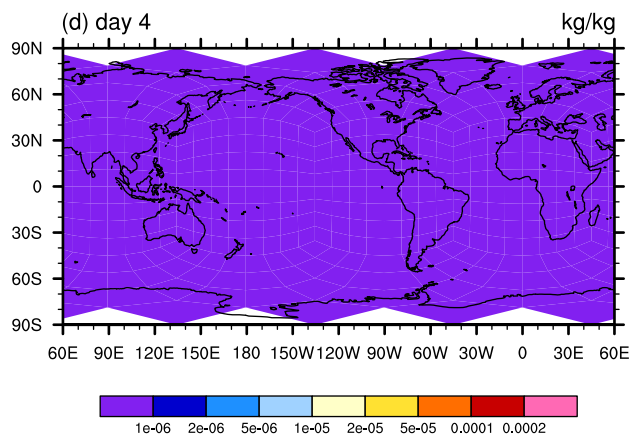 (d) day 4 kg/kg
90N
60N
30N
0
30S
60S
90S
60E 90E 120E 150E 180 150W 120W 90W 60W 30W 0 30E 60E
1e-06 2e-06 5e-06 1e-05 2e-05 5e-05 0.0001 0.0002